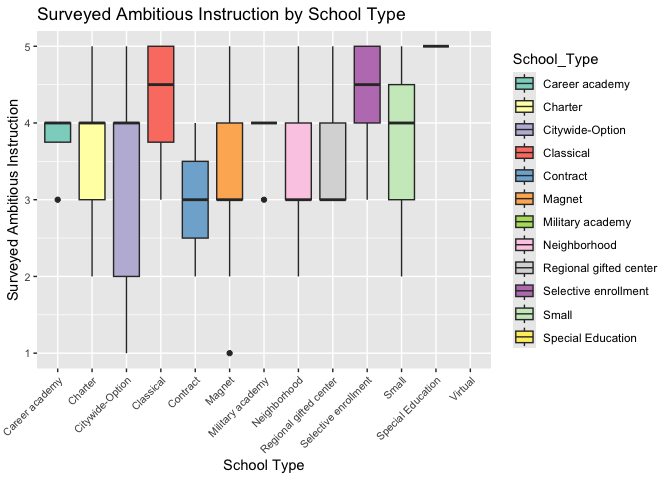 Surveyed Ambitious Instruction by School Type
Surveyed Ambitious Instruction
5
4
3
2
1
Career academy
Charter
Citywide-Option
Classical
Contract
Magnet
Military academy
Neighborhood
Regional gifted center
Selective enrollment
Small
Special Education
Virtual
School Type
School_Type
Career academy
Charter
Citywide-Option
Classical
Contract
Magnet
Military academy
Neighborhood
Regional gifted center
Selective enrollment
Small
Special Education